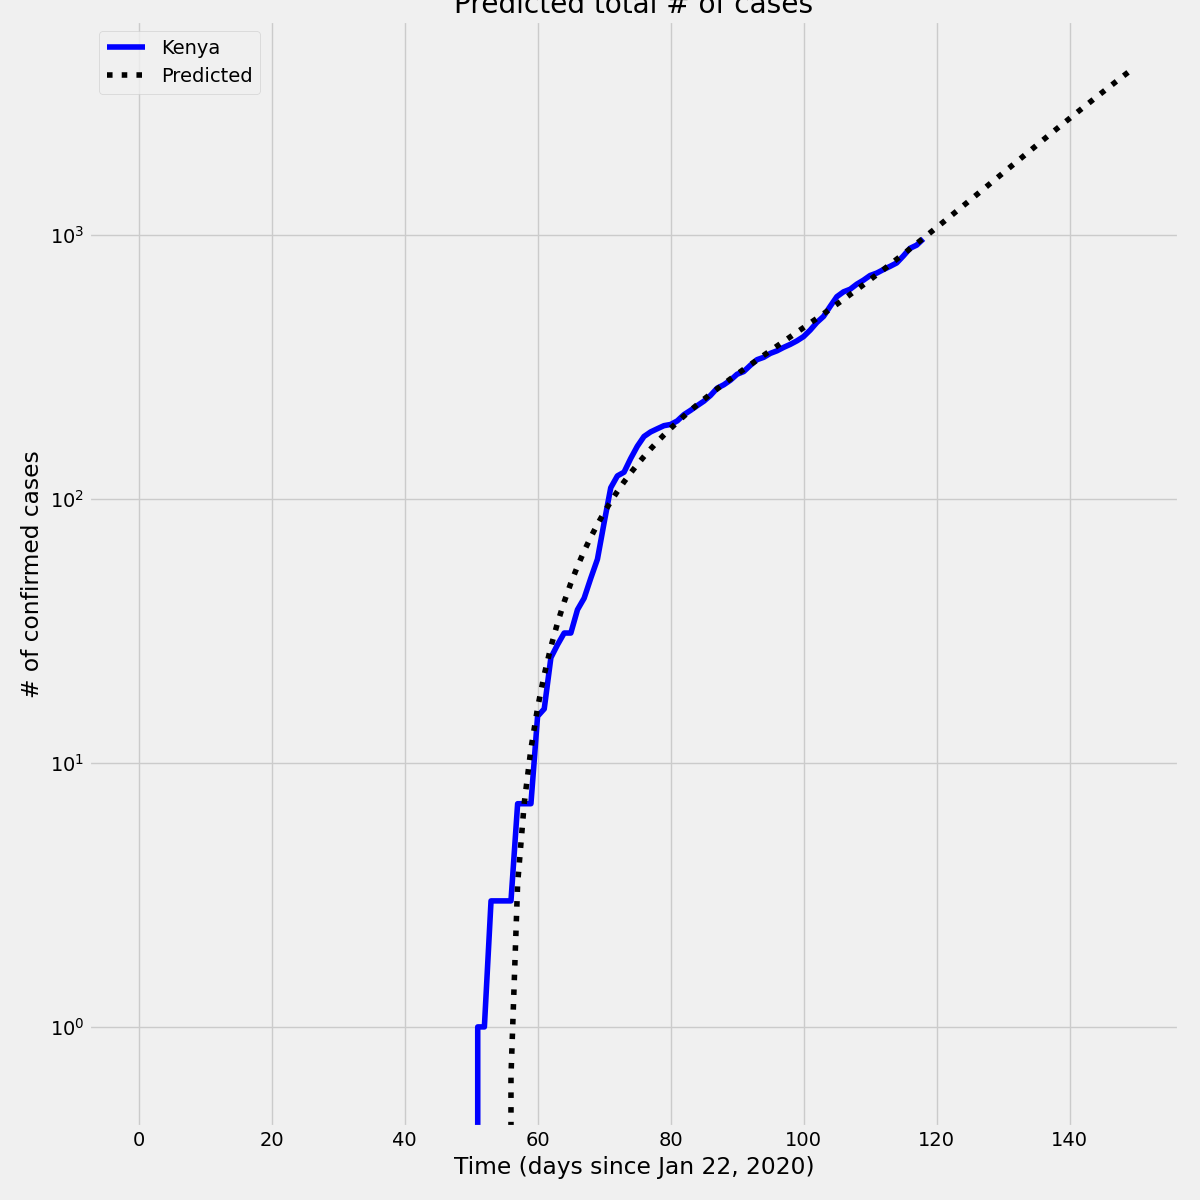 Predicted total # of cases
Kenya
Predicted
10³
10²
10¹
10⁰
# of confirmed cases
0 20 40 60 80 100 120 140
Time (days since Jan 22, 2020)